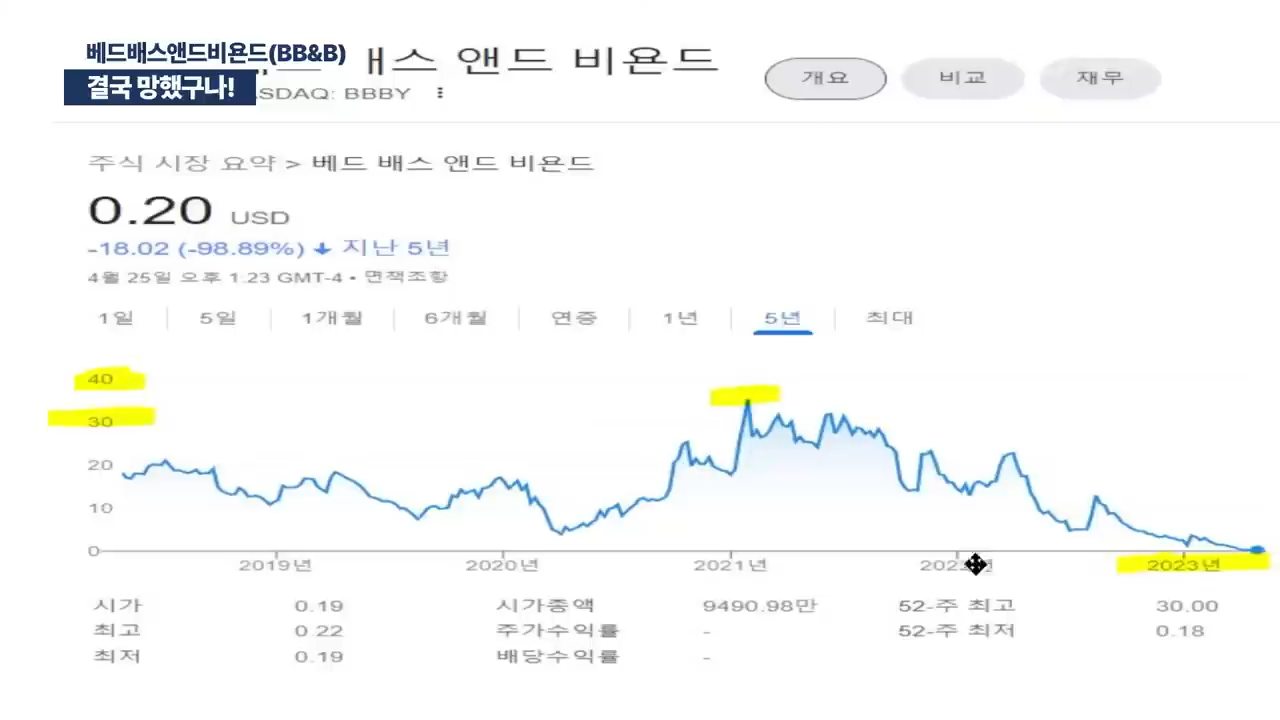 베드배스앤드비욘드(BB&B)
결국 망했구나!
배스 앤드 비욘드
SDAQ: BBBY
개요
비교
재무
주식 시장 요약 > 베드 배스 앤드 비욘드
0.20 USD
-18.02 (-98.89%) ↓ 지난 5년
4월 25일 오후 1.23 GMT-4 • 면책조항
1일 5일 1개월 6개월 연중 1년 5년 최대
40
30
20
10
0
2019년 2020년 2021년 2022년 2023년
시가 0.19 시가총액 9490.98만 52-주 최고 30.00
최고 0.22 주가수익률 - 52-주 최저 0.18
최저 0.19 배당수익률 -